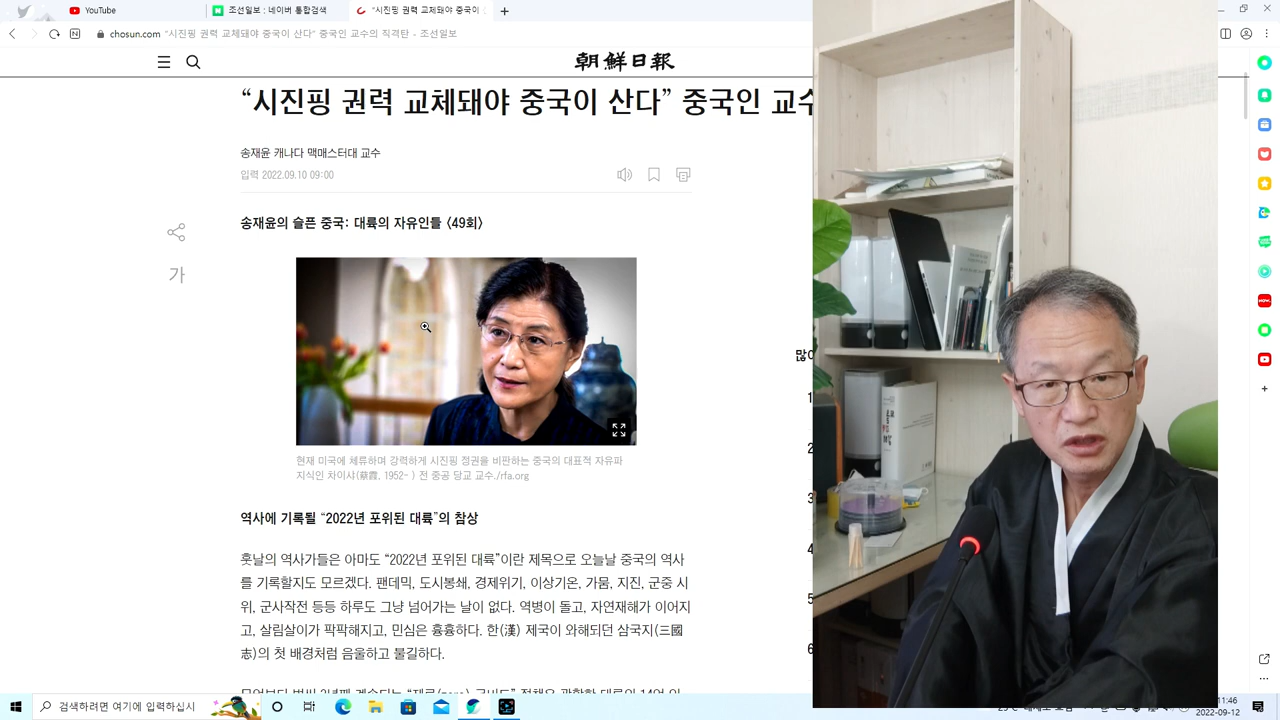 YouTube
조선일보 : 네이버 통합검색
"시진핑 권력 교체돼야 중국이
chosun.com "시진핑 권력 교체돼야 중국이 산다" 중국인 교수의 직격탄 - 조선일보
朝鮮日報
“시진핑 권력 교체돼야 중국이 산다” 중국인 교수
송재윤 캐나다 맥매스터대 교수
입력 2022.09.10 09:00
송재윤의 슬픈 중국: 대륙의 자유인들 <49회>
가
현재 미국에 체류하며 강력하게 시진핑 정권을 비판하는 중국의 대표적 자유파
지식인 차이샤(蔡霞, 1952- ) 전 중공 당교 교수./rfa.org
역사에 기록될 “2022년 포위된 대륙”의 참상
훗날의 역사가들은 아마도 “2022년 포위된 대륙”이란 제목으로 오늘날 중국의 역사
를 기록할지도 모르겠다. 팬데믹, 도시봉쇄, 경제위기, 이상기온, 가뭄, 지진, 군중 시
위, 군사작전 등등 하루도 그냥 넘어가는 날이 없다. 역병이 돌고, 자연재해가 이어지
고, 살림살이가 팍팍해지고, 민심은 흉흉하다. 한(漢) 제국이 와해되던 삼국지(三國
志)의 첫 배경처럼 음울하고 불길하다.
많이
1
2
3
4
5
6
검색하려면 여기에 입력하십시
11:46
2022-09-12